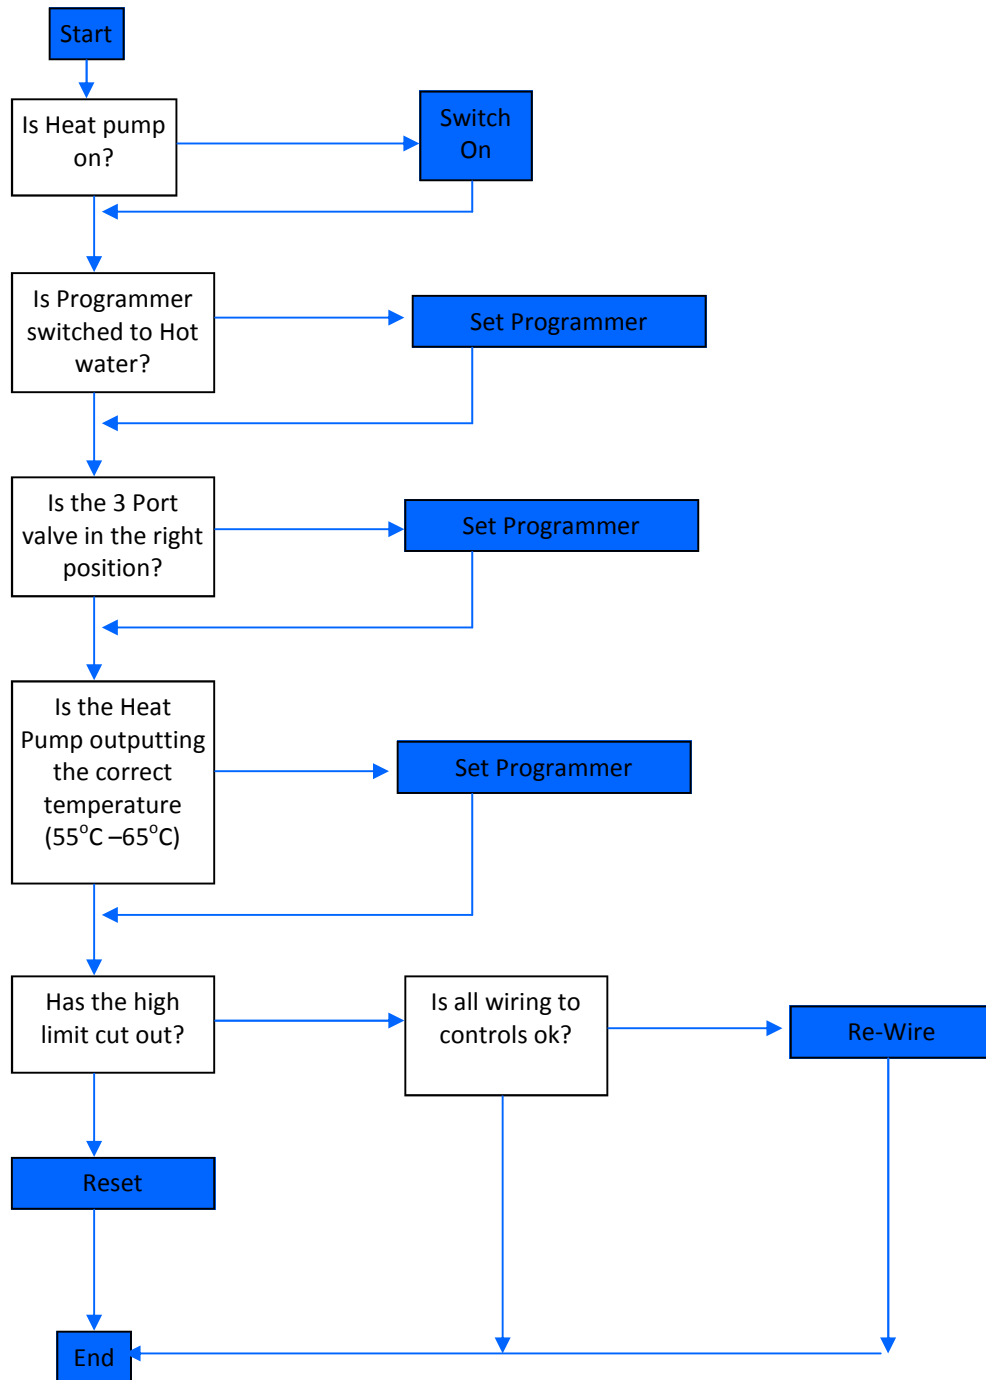 Start
Is Heat pump
on?
Switch
On
Is Programmer
switched to Hot
water?
Set Programmer
Is the 3 Port
valve in the right
position?
Set Programmer
Is the Heat
Pump outputting
the correct
temperature
(55°C –65°C)
Set Programmer
Has the high
limit cut out?
Is all wiring to
controls ok?
Re-Wire
Reset
End